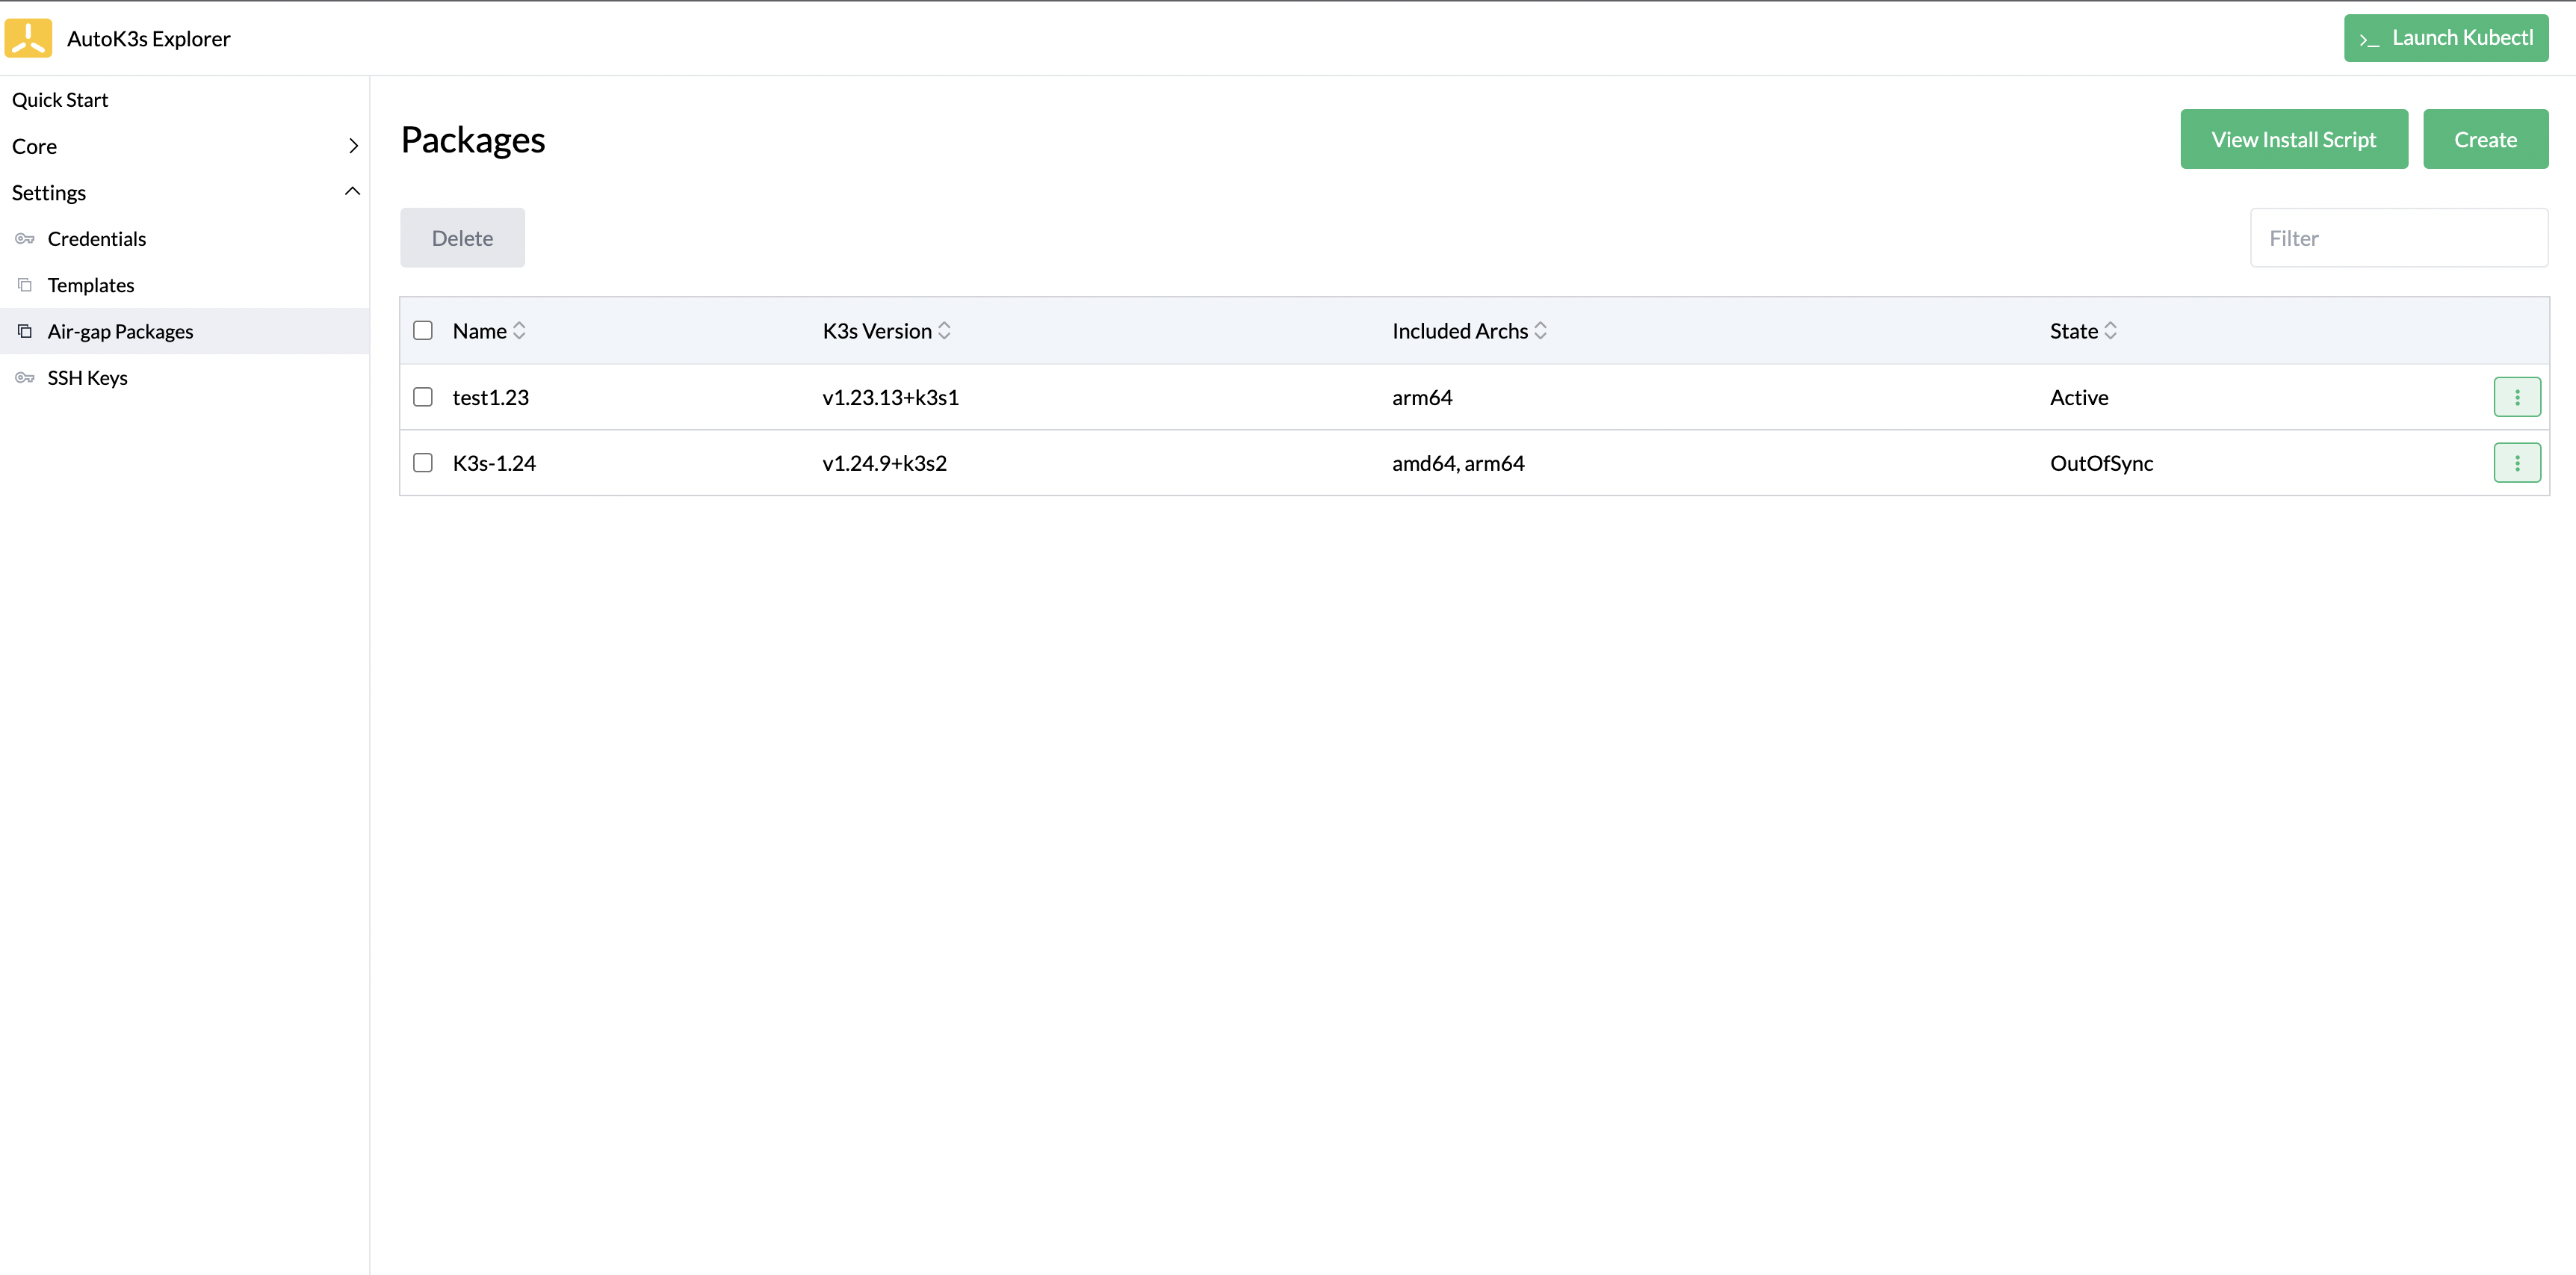 AutoK3s Explorer
>_ Launch Kubectl
Quick Start
Core
Settings
Credentials
Templates
Air-gap Packages
SSH Keys
Packages
View Install Script
Create
Delete
Filter
Name K3s Version Included Archs State
test1.23 v1.23.13+k3s1 arm64 Active
K3s-1.24 v1.24.9+k3s2 amd64, arm64 OutOfSync